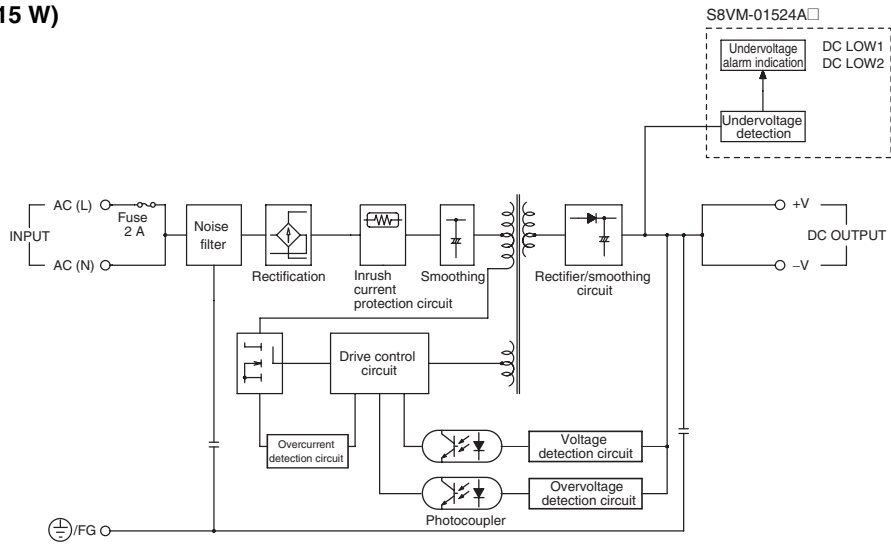 15 W)
S8VM-01524A□
Undervoltage
alarm indication
DC LOW1
DC LOW2
Undervoltage
detection
INPUT
AC (L)
Fuse
2 A
AC (N)
Noise
filter
Rectification
Inrush
current
protection circuit
Smoothing
Rectifier/smoothing
circuit
+V
DC OUTPUT
–V
Drive control
circuit
Overcurrent
detection circuit
Voltage
detection circuit
Overvoltage
detection circuit
Photocoupler
/FG